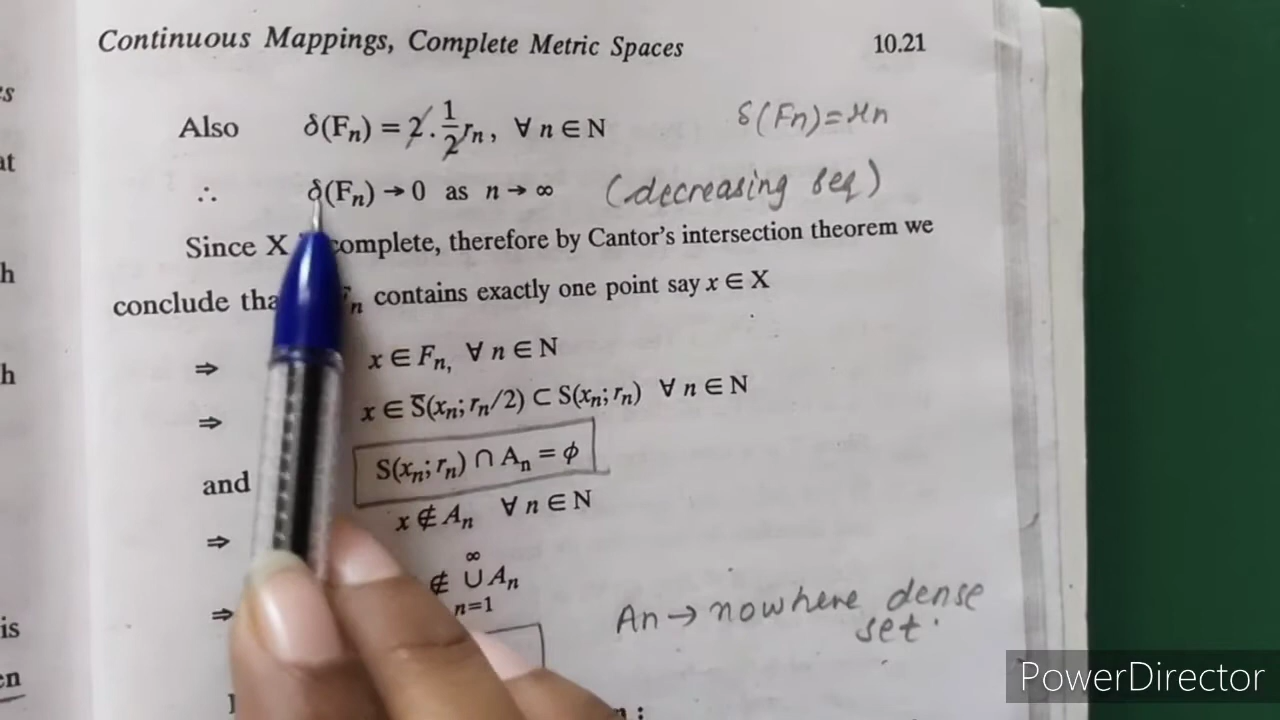 Continuous Mappings, Complete Metric Spaces 10.21
Also δ(Fₙ) = 2 · 1/2 rₙ, ∀ n ∈ N δ(Fn) = rn
∴ δ(Fₙ) → 0 as n → ∞ (decreasing seq)
Since X complete, therefore by Cantor's intersection theorem we
conclude Fₙ contains exactly one point say x ∈ X
⇒ x ∈ Fₙ, ∀ n ∈ N
⇒ x ∈ S̄(xₙ; rₙ/2) ⊂ S(xₙ; rₙ) ∀ n ∈ N
and S(xₙ; rₙ) ∩ Aₙ = ϕ
⇒ x ∉ Aₙ ∀ n ∈ N
⇒ ∉ ∞ ∪ n=1 Aₙ
An → nowhere dense
set.
PowerDirector